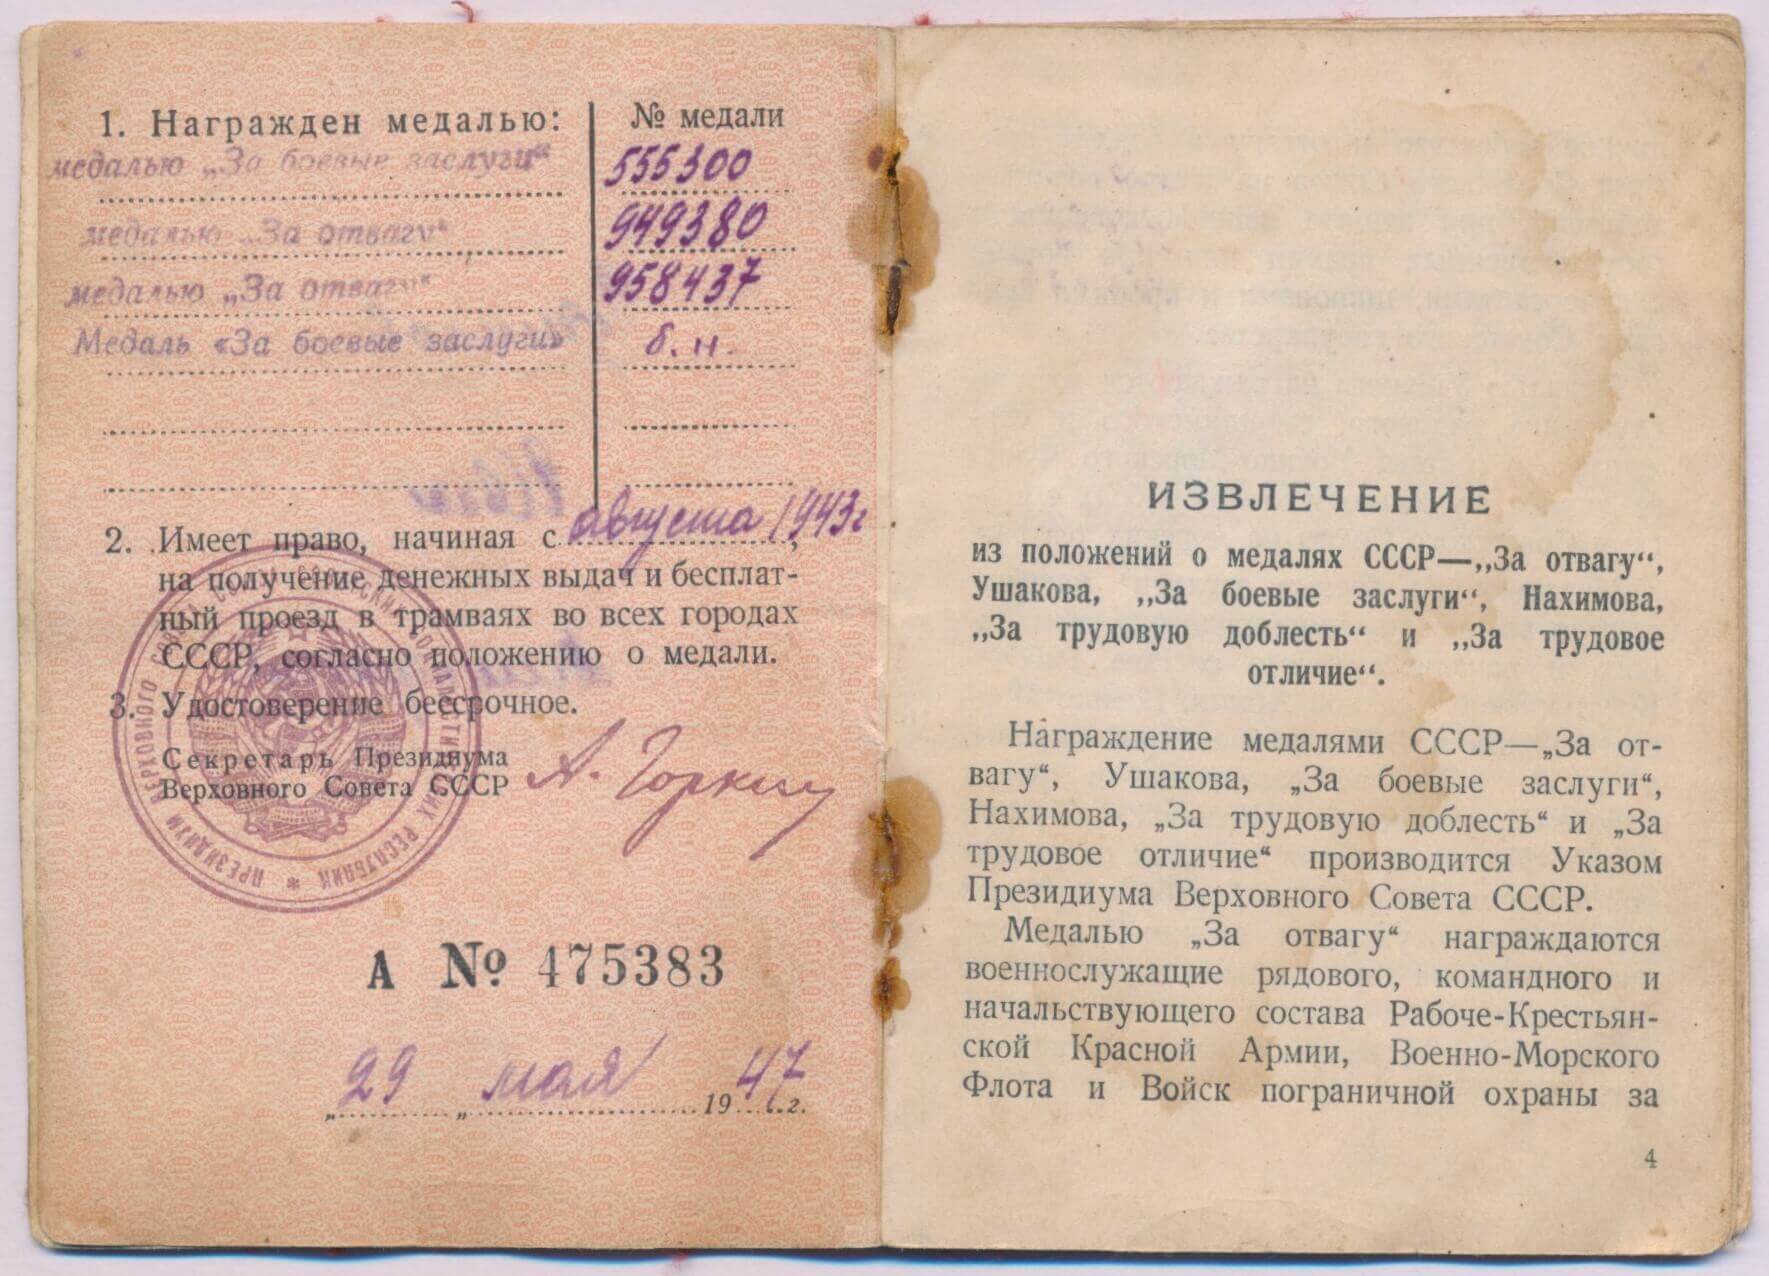 1. Награжден медалью:
№ медали
медалью „За боевые заслуги“
555300
медалью „За отвагу“
949380
медалью „За отвагу“
958437
Медаль «За боевые заслуги»
б.н.
2. Имеет право, начиная с августа 1943г,
на получение денежных выдач и бесплат-
ный проезд в трамваях во всех городах
СССР, согласно положению о медали.
3. Удостоверение бессрочное.
Секретарь Президиума
Верховного Совета СССР
А. Горкин
ПРЕЗИДИУМ ВЕРХОВНОГО
РЕСПУБЛИК
А № 475383
„29„ мая 1947г.
ИЗВЛЕЧЕНИЕ
из положений о медалях СССР—„За отвагу“,
Ушакова, „За боевые заслуги“, Нахимова,
„За трудовую доблесть“ и „За трудовое
отличие“.
Награждение медалями СССР—„За от-
вагу“, Ушакова, „За боевые заслуги“,
Нахимова, „За трудовую доблесть“ и „За
трудовое отличие“ производится Указом
Президиума Верховного Совета СССР.
Медалью „За отвагу“ награждаются
военнослужащие рядового, командного и
начальствующего состава Рабоче-Крестьян-
ской Красной Армии, Военно-Морского
Флота и Войск пограничной охраны за
4